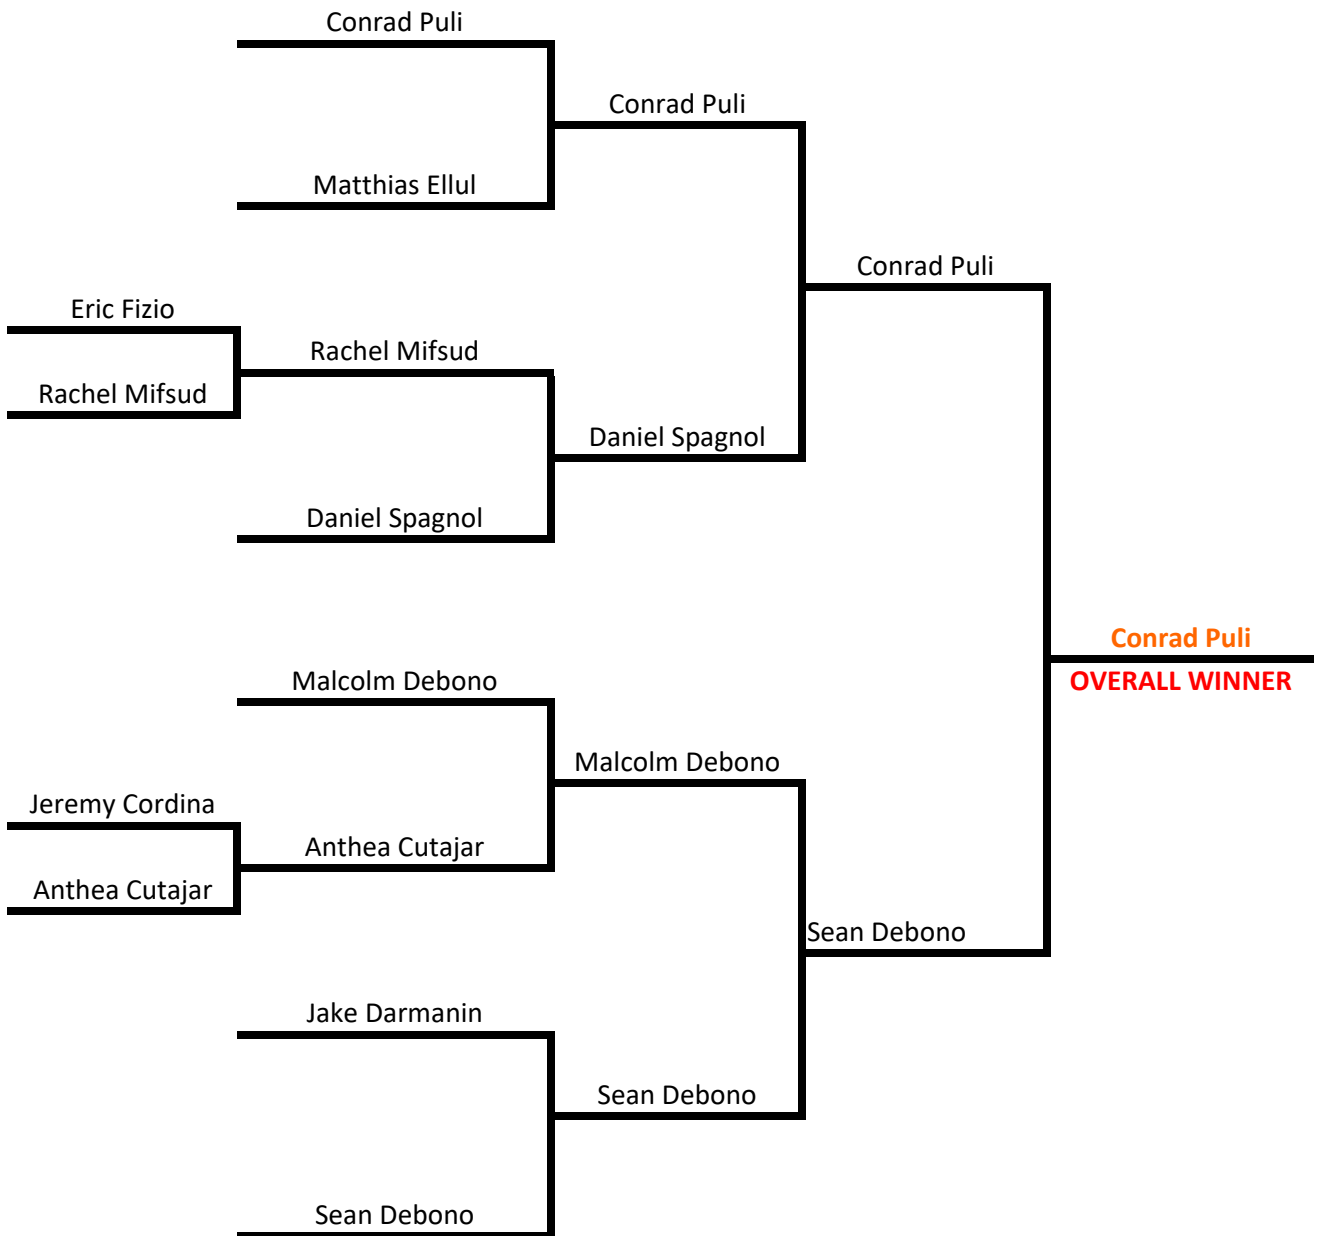 Conrad Puli
Conrad Puli
Matthias Ellul
Conrad Puli
Eric Fizio
Rachel Mifsud
Rachel Mifsud
Daniel Spagnol
Daniel Spagnol
Conrad Puli
OVERALL WINNER
Malcolm Debono
Malcolm Debono
Jeremy Cordina
Anthea Cutajar
Anthea Cutajar
Sean Debono
Jake Darmanin
Sean Debono
Sean Debono